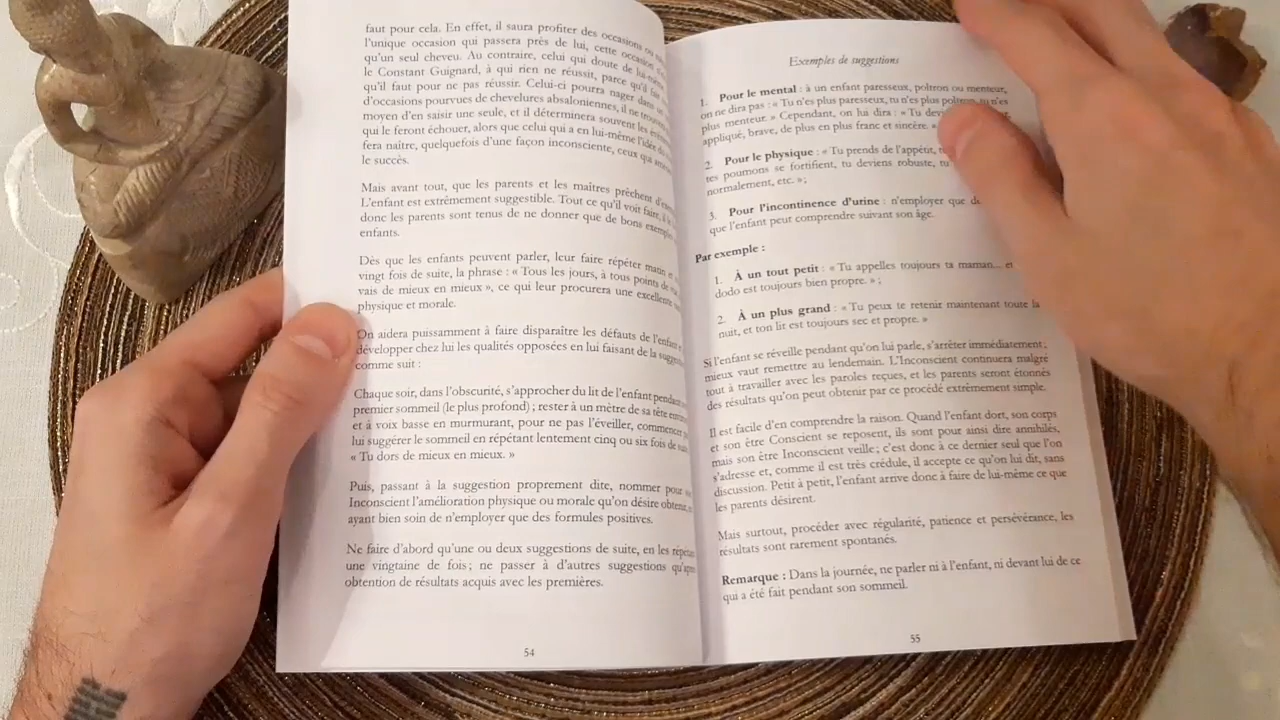 faut pour cela. En effet, il saura profiter des occasions ou
l'unique occasion qui passera près de lui, cette occasion
qu'un seul cheveu. Au contraire, celui qui doute de lui-même
le Constant Guignard, à qui rien ne réussit, parce qu'il fait
qu'il faut pour ne pas réussir. Celui-ci pourra nager dans
d'occasions pourvues de chevelures absaloniennes, il ne trouvera
moyen d'en saisir une seule, et il déterminera souvent les
qui le feront échouer, alors que celui qui a en lui-même l'idée du
fera naître, quelquefois d'une façon inconsciente, ceux qui
le succès.
Mais avant tout, que les parents et les maîtres prêchent
L'enfant est extrêmement suggestible. Tout ce qu'il voit faire, il le
donc les parents sont tenus de ne donner que de bons
enfants.
Dès que les enfants peuvent parler, leur faire répéter matin et
vingt fois de suite, la phrase : « Tous les jours, à tous points de
vais de mieux en mieux », ce qui leur procurera une excellente
physique et morale.
On aidera puissamment à faire disparaître les défauts de l'enfant
développer chez lui les qualités opposées en lui faisant de la
comme suit :
Chaque soir, dans l'obscurité, s'approcher du lit de l'enfant pendant
premier sommeil (le plus profond) ; rester à un mètre de sa tête
et à voix basse en murmurant, pour ne pas l'éveiller, commencer
lui suggérer le sommeil en répétant lentement cinq ou six fois de
« Tu dors de mieux en mieux. »
Puis, passant à la suggestion proprement dite, nommer pour
Inconscient l'amélioration physique ou morale qu'on désire obtenir,
ayant bien soin de n'employer que des formules positives.
Ne faire d'abord qu'une ou deux suggestions de suite, en les
une vingtaine de fois ; ne passer à d'autres suggestions
obtention de résultats acquis avec les premières.
54
Exemples de suggestions
1. Pour le mental : à un enfant paresseux, poltron ou menteur,
on ne dira pas : « Tu n'es plus paresseux, tu n'es plus poltron, tu n'es
plus menteur. » Cependant, on lui dira : « Tu
appliqué, brave, de plus en plus franc et sincère. »
2. Pour le physique : « Tu prends de l'appétit,
tes poumons se fortifient, tu deviens robuste, tu
normalement, etc. » ;
3. Pour l'incontinence d'urine : n'employer que
que l'enfant peut comprendre suivant son âge.
Par exemple :
1. À un tout petit : « Tu appelles toujours ta maman... et
dodo est toujours bien propre. » ;
2. À un plus grand : « Tu peux te retenir maintenant toute la
nuit, et ton lit est toujours sec et propre. »
Si l'enfant se réveille pendant qu'on lui parle, s'arrêter immédiatement ;
mieux vaut remettre au lendemain. L'Inconscient continuera malgré
tout à travailler avec les paroles reçues, et les parents seront étonnés
des résultats qu'on peut obtenir par ce procédé extrêmement simple.
Il est facile d'en comprendre la raison. Quand l'enfant dort, son corps
et son être Conscient se reposent, ils sont pour ainsi dire annihilés,
mais son être Inconscient veille ; c'est donc à ce dernier seul que l'on
s'adresse et, comme il est très crédule, il accepte ce qu'on lui dit, sans
discussion. Petit à petit, l'enfant arrive donc à faire de lui-même ce que
les parents désirent.
Mais surtout, procéder avec régularité, patience et persévérance, les
résultats sont rarement spontanés.
Remarque : Dans la journée, ne parler ni à l'enfant, ni devant lui de ce
qui a été fait pendant son sommeil.
55